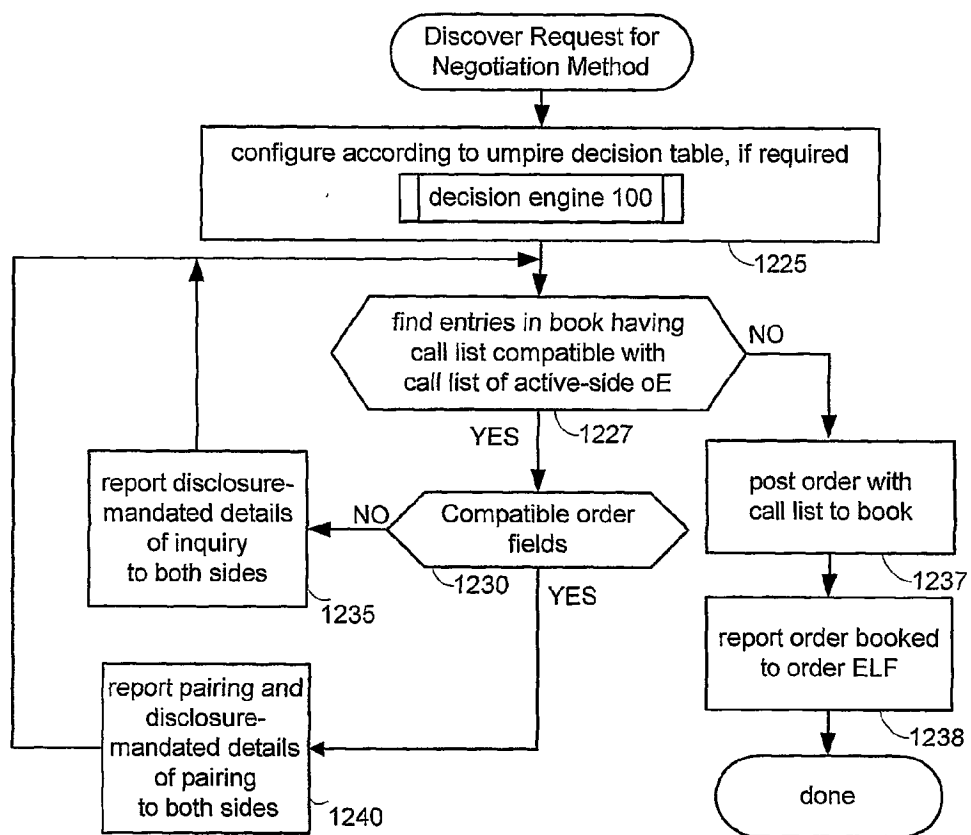 Discover Request for
Negotiation Method
configure according to umpire decision table, if required
decision engine 100
1225
find entries in book having
call list compatible with
call list of active-side oE
NO
YES
1227
report disclosure-
mandated details
of inquiry
to both sides
1235
NO
Compatible order
fields
1230
YES
post order with
call list to book
1237
report order booked
to order ELF
1238
report pairing and
disclosure-
mandated details
of pairing
to both sides
1240
done